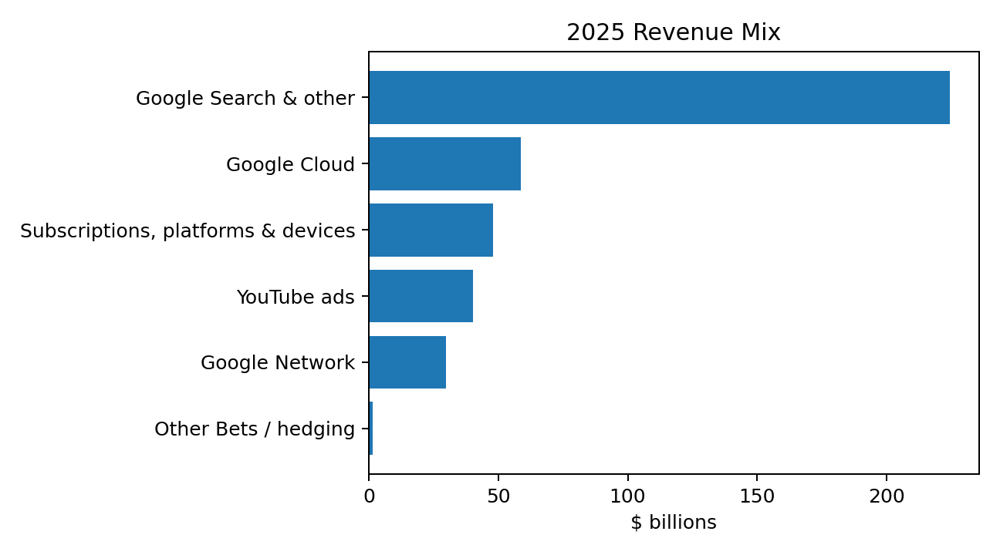 2025 Revenue Mix
Google Search & other
Google Cloud
Subscriptions, platforms & devices
YouTube ads
Google Network
Other Bets / hedging
0 50 100 150 200
$ billions